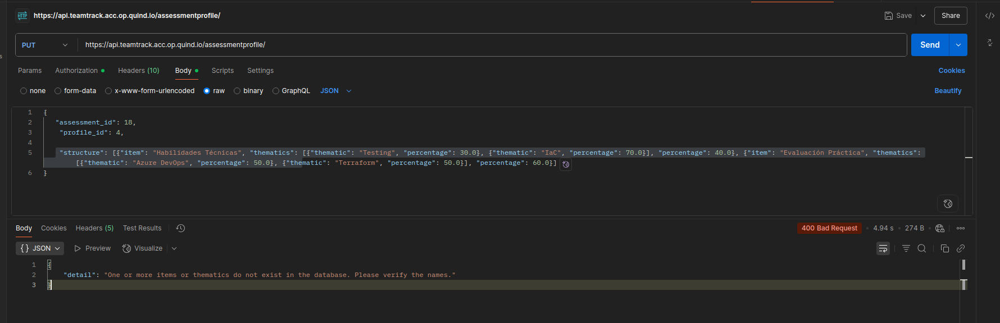 HTTP https://api.teamtrack.acc.op.quind.io/assessmentprofile/ Save Share
PUT https://api.teamtrack.acc.op.quind.io/assessmentprofile/ Send
s
Params Authorization Headers (10) Body Scripts Settings Cookies
none form-data x-www-form-urlencoded raw binary GraphQL JSON Beautify
1 {
2 "assessment_id": 18,
3 "profile_id": 4,
4
5 "structure": [{"item": "Habilidades Técnicas", "thematics": [{"thematic": "Testing", "percentage": 30.0}, {"thematic": "IaC", "percentage": 70.0}], "percentage": 40.0}, {"item": "Evaluación Práctica", "thematics":
[{"thematic": "Azure DevOps", "percentage": 50.0}, {"thematic": "Terraform", "percentage": 50.0}], "percentage": 60.0}]
6 }
Body Cookies Headers (5) Test Results 400 Bad Request • 4.94 s • 274 B
{} JSON Preview Visualize
1 {
2 "detail": "One or more items or thematics do not exist in the database. Please verify the names."
3 }